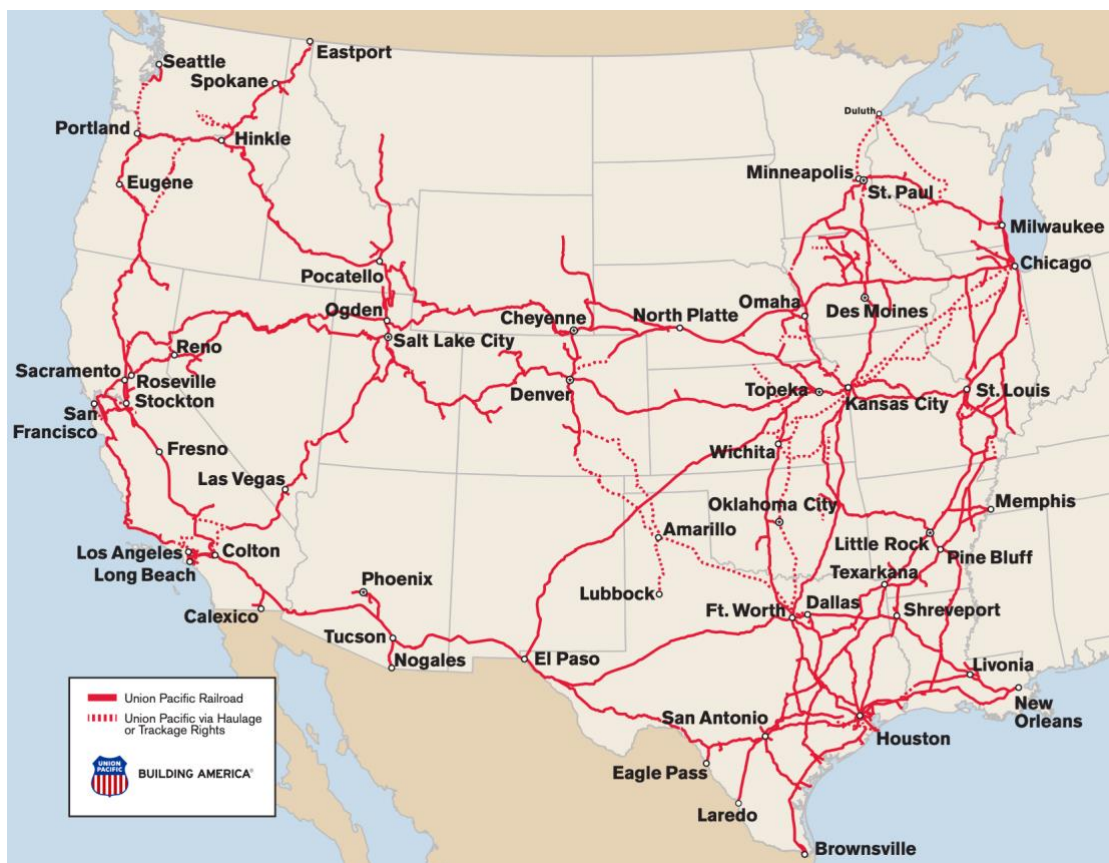 Eastport
Seattle
Spokane
Duluth
Portland
Hinkle
Minneapolis
St. Paul
Eugene
Milwaukee
Chicago
Pocatello
Ogden
Cheyenne
North Platte
Omaha
Des Moines
Salt Lake City
Reno
Sacramento
Roseville
Denver
Topeka
Kansas City
St. Louis
Stockton
San
Francisco
Fresno
Wichita
Las Vegas
Oklahoma City
Memphis
Amarillo
Little Rock
Los Angeles
Colton
Pine Bluff
Long Beach
Phoenix
Texarkana
Lubbock
Ft. Worth
Dallas
Shreveport
Calexico
Tucson
El Paso
Nogales
Livonia
Union Pacific Railroad
New
Orleans
Union Pacific via Haulage
or Trackage Rights
San Antonio
Houston
UNION
PACIFIC
BUILDING AMERICA®
Eagle Pass
Laredo
Brownsville